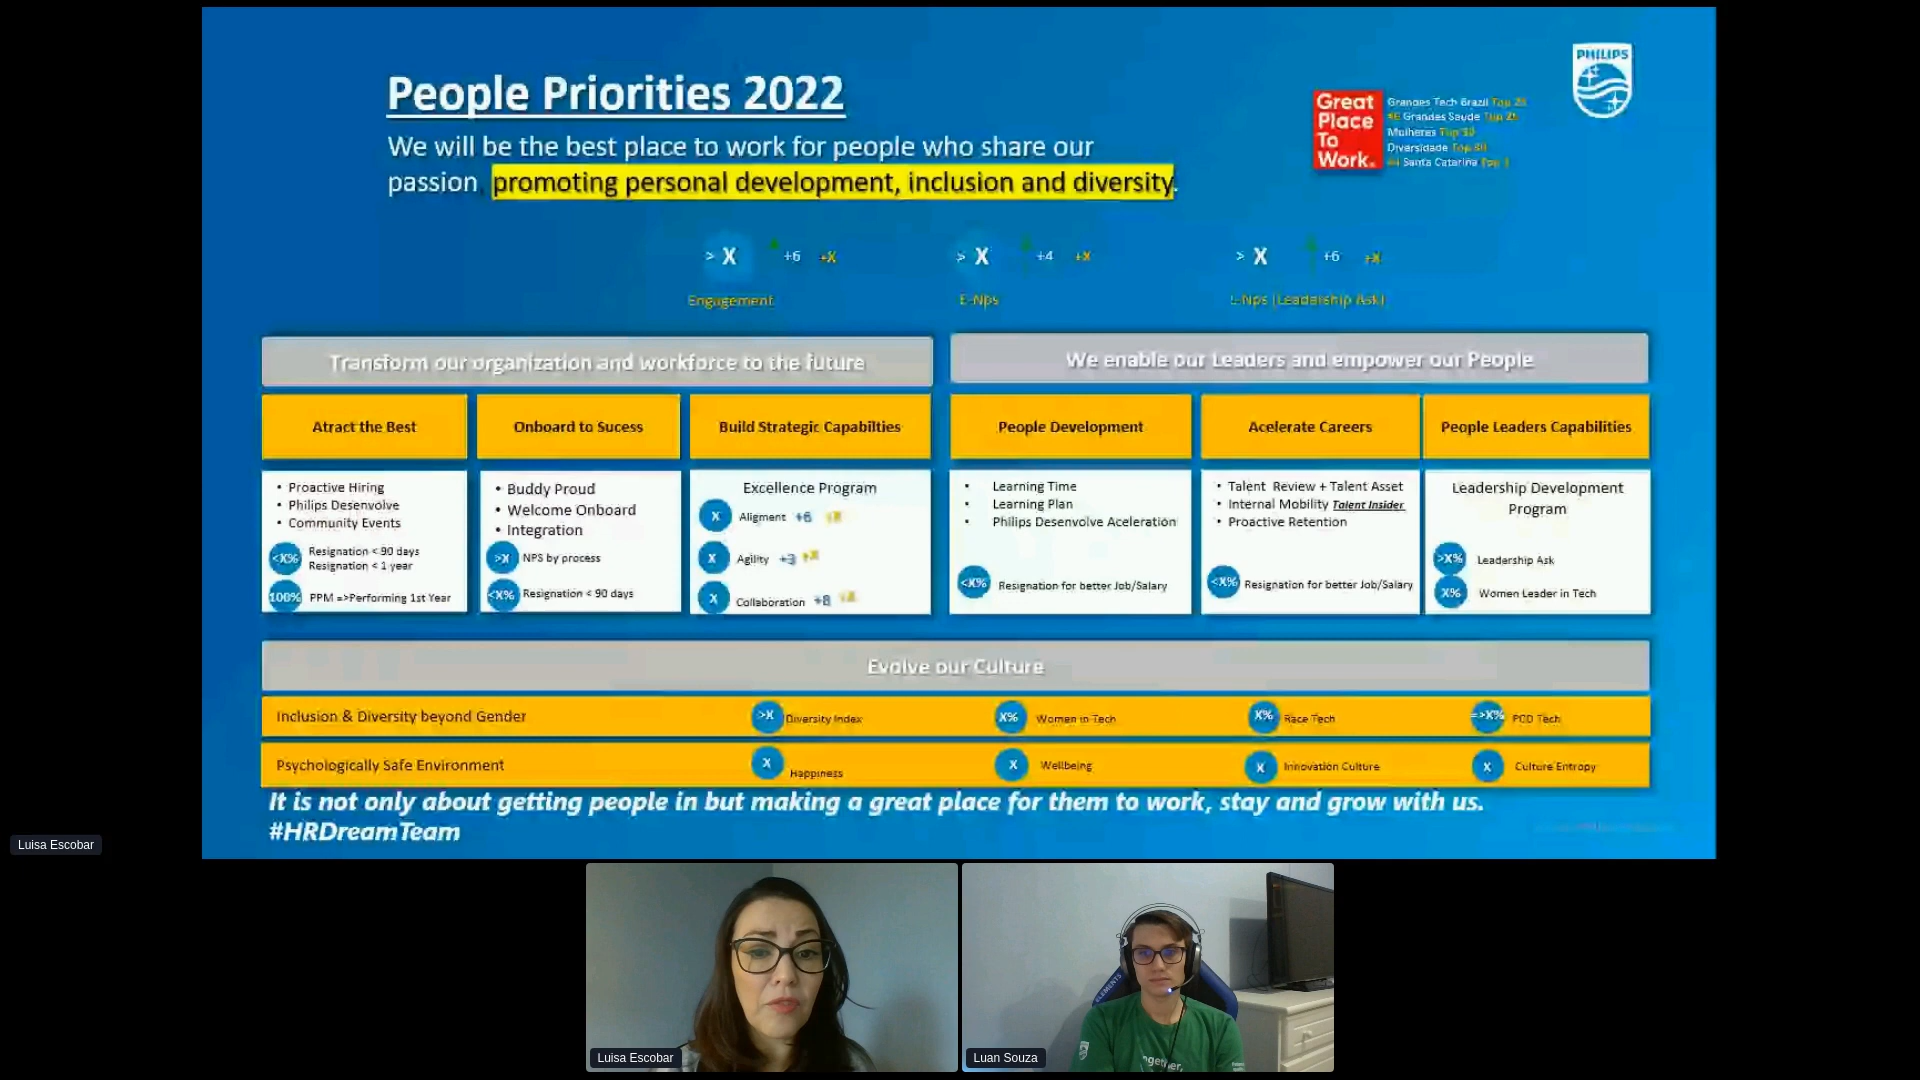 PHILIPS
People Priorities 2022
We will be the best place to work for people who share our
passion, promoting personal development, inclusion and diversity.
Great
Place
To
Work.
Grandes Tech Brazil Top
Grandes Saude Top
Mulheres Top
Diversidade Top
Santa Catarina Top
> X +6 +X
Engagement
> X +4 +X
E-Nps
> X +6 +X
L-Nps (Leadership Ask)
Transform our organization and workforce to the future
We enable our Leaders and empower our People
Atract the Best
Onboard to Sucess
Build Strategic Capabilties
People Development
Acelerate Careers
People Leaders Capabilities
• Proactive Hiring
• Philips Desenvolve
• Community Events
<X% Resignation < 90 days
Resignation < 1 year
100% PPM =>Performing 1st Year
• Buddy Proud
• Welcome Onboard
• Integration
>X NPS by process
<X% Resignation < 90 days
Excellence Program
X Aligment +6 +X
X Agility +3 +X
X Collaboration +8 +X
• Learning Time
• Learning Plan
• Philips Desenvolve Aceleration
<X% Resignation for better Job/Salary
• Talent Review + Talent Asset
• Internal Mobility Talent Insider
• Proactive Retention
<X% Resignation for better Job/Salary
Leadership Development
Program
>X% Leadership Ask
X% Women Leader in Tech
Evolve our Culture
Inclusion & Diversity beyond Gender >X Diversity Index X% Women in Tech X% Race Tech =>X% PCD Tech
Psychologically Safe Environment X Happiness X Wellbeing X Innovation Culture X Culture Entropy
It is not only about getting people in but making a great place for them to work, stay and grow with us.
#HRDreamTeam
Luisa Escobar
Luisa Escobar
Luan Souza
ELEMENTS